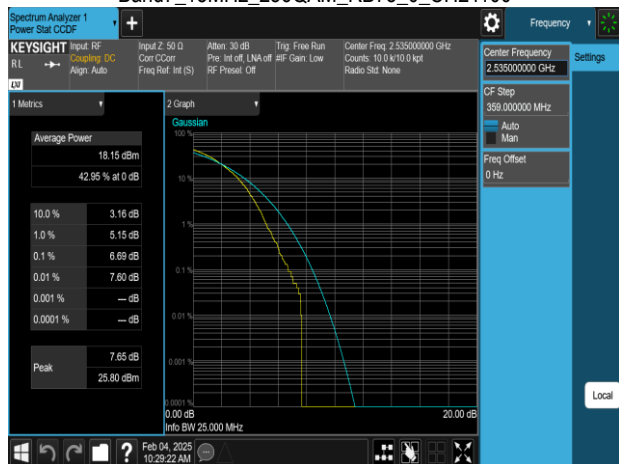 Spectrum Analyzer 1
Power Stat CCDF
Frequency
KEYSIGHT
RL
LXI
Input: RF
Coupling: DC
Align: Auto
Input Z: 50 Ω
Corr CCorr
Freq Ref: Int (S)
Atten: 30 dB
Pre: Int off, LNA off
RF Preset: Off
Trig: Free Run
#IF Gain: Low
Center Freq: 2.535000000 GHz
Counts: 10.0 k/10.0 kpt
Radio Std: None
Center Frequency
2.535000000 GHz
Settings
CF Step
359.000000 MHz
Auto
Man
Freq Offset
0 Hz
Local
1 Metrics
Average Power
18.15 dBm
42.95 % at 0 dB
10.0 % 3.16 dB
1.0 % 5.15 dB
0.1 % 6.69 dB
0.01 % 7.60 dB
0.001 % --- dB
0.0001 % --- dB
Peak
7.65 dB
25.80 dBm
2 Graph
Gaussian
100 %
10 %
1 %
0.1 %
0.01 %
0.001 %
0.0001 %
0.00 dB
20.00 dB
Info BW 25.000 MHz
?
Feb 04, 2025
10:29:22 AM